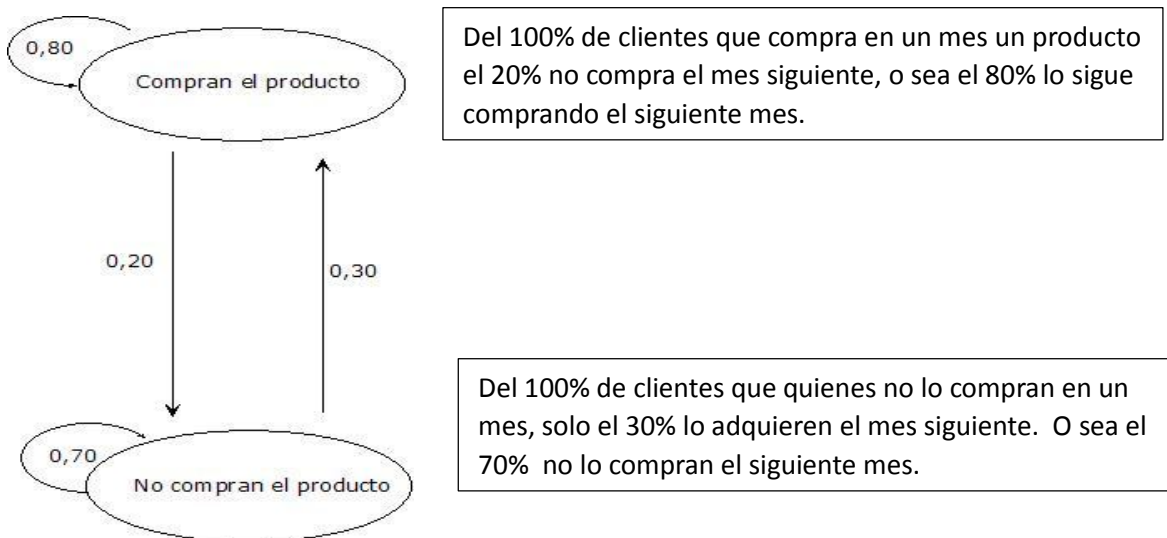 0,80
Compran el producto
Del 100% de clientes que compra en un mes un producto
el 20% no compra el mes siguiente, o sea el 80% lo sigue
comprando el siguiente mes.
0,20
0,30
Del 100% de clientes que quienes no lo compran en un
mes, solo el 30% lo adquieren el mes siguiente. O sea el
70% no lo compran el siguiente mes.
0,70
No compran el producto